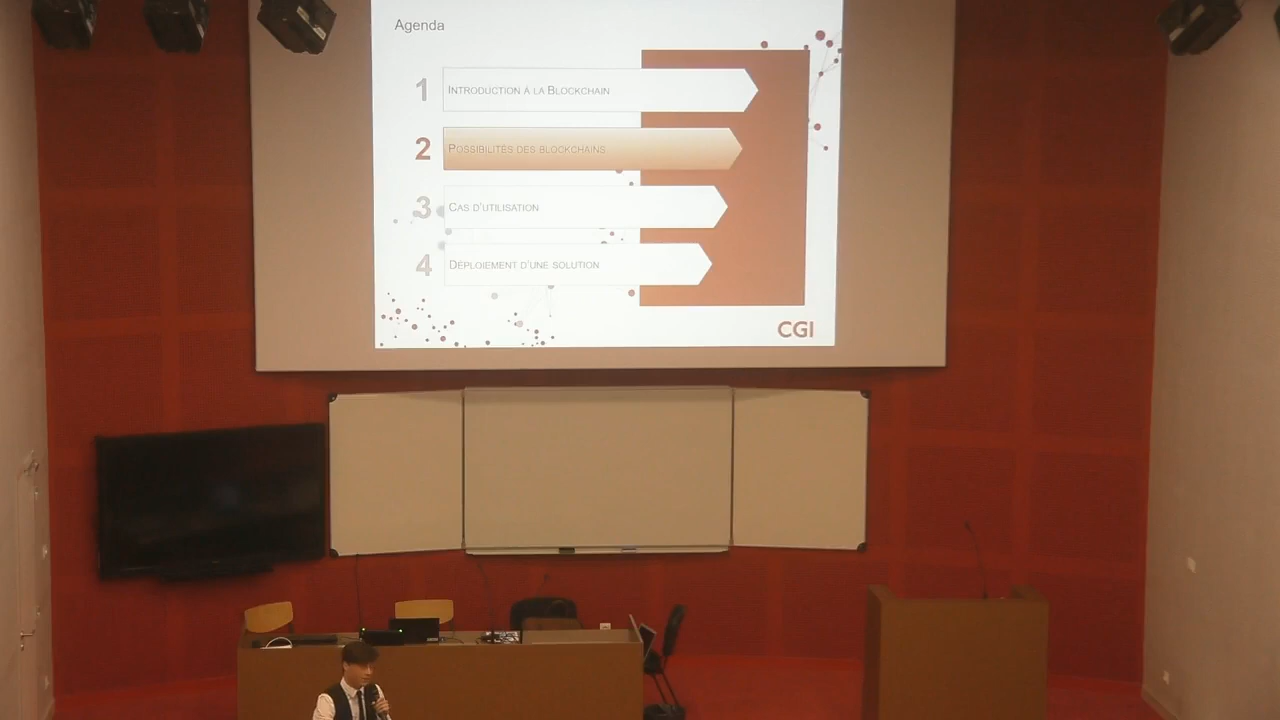 Agenda
1 Introduction à la Blockchain
2 Possibilités des blockchains
3 Cas d'utilisation
4 Déploiement d'une solution
CGI